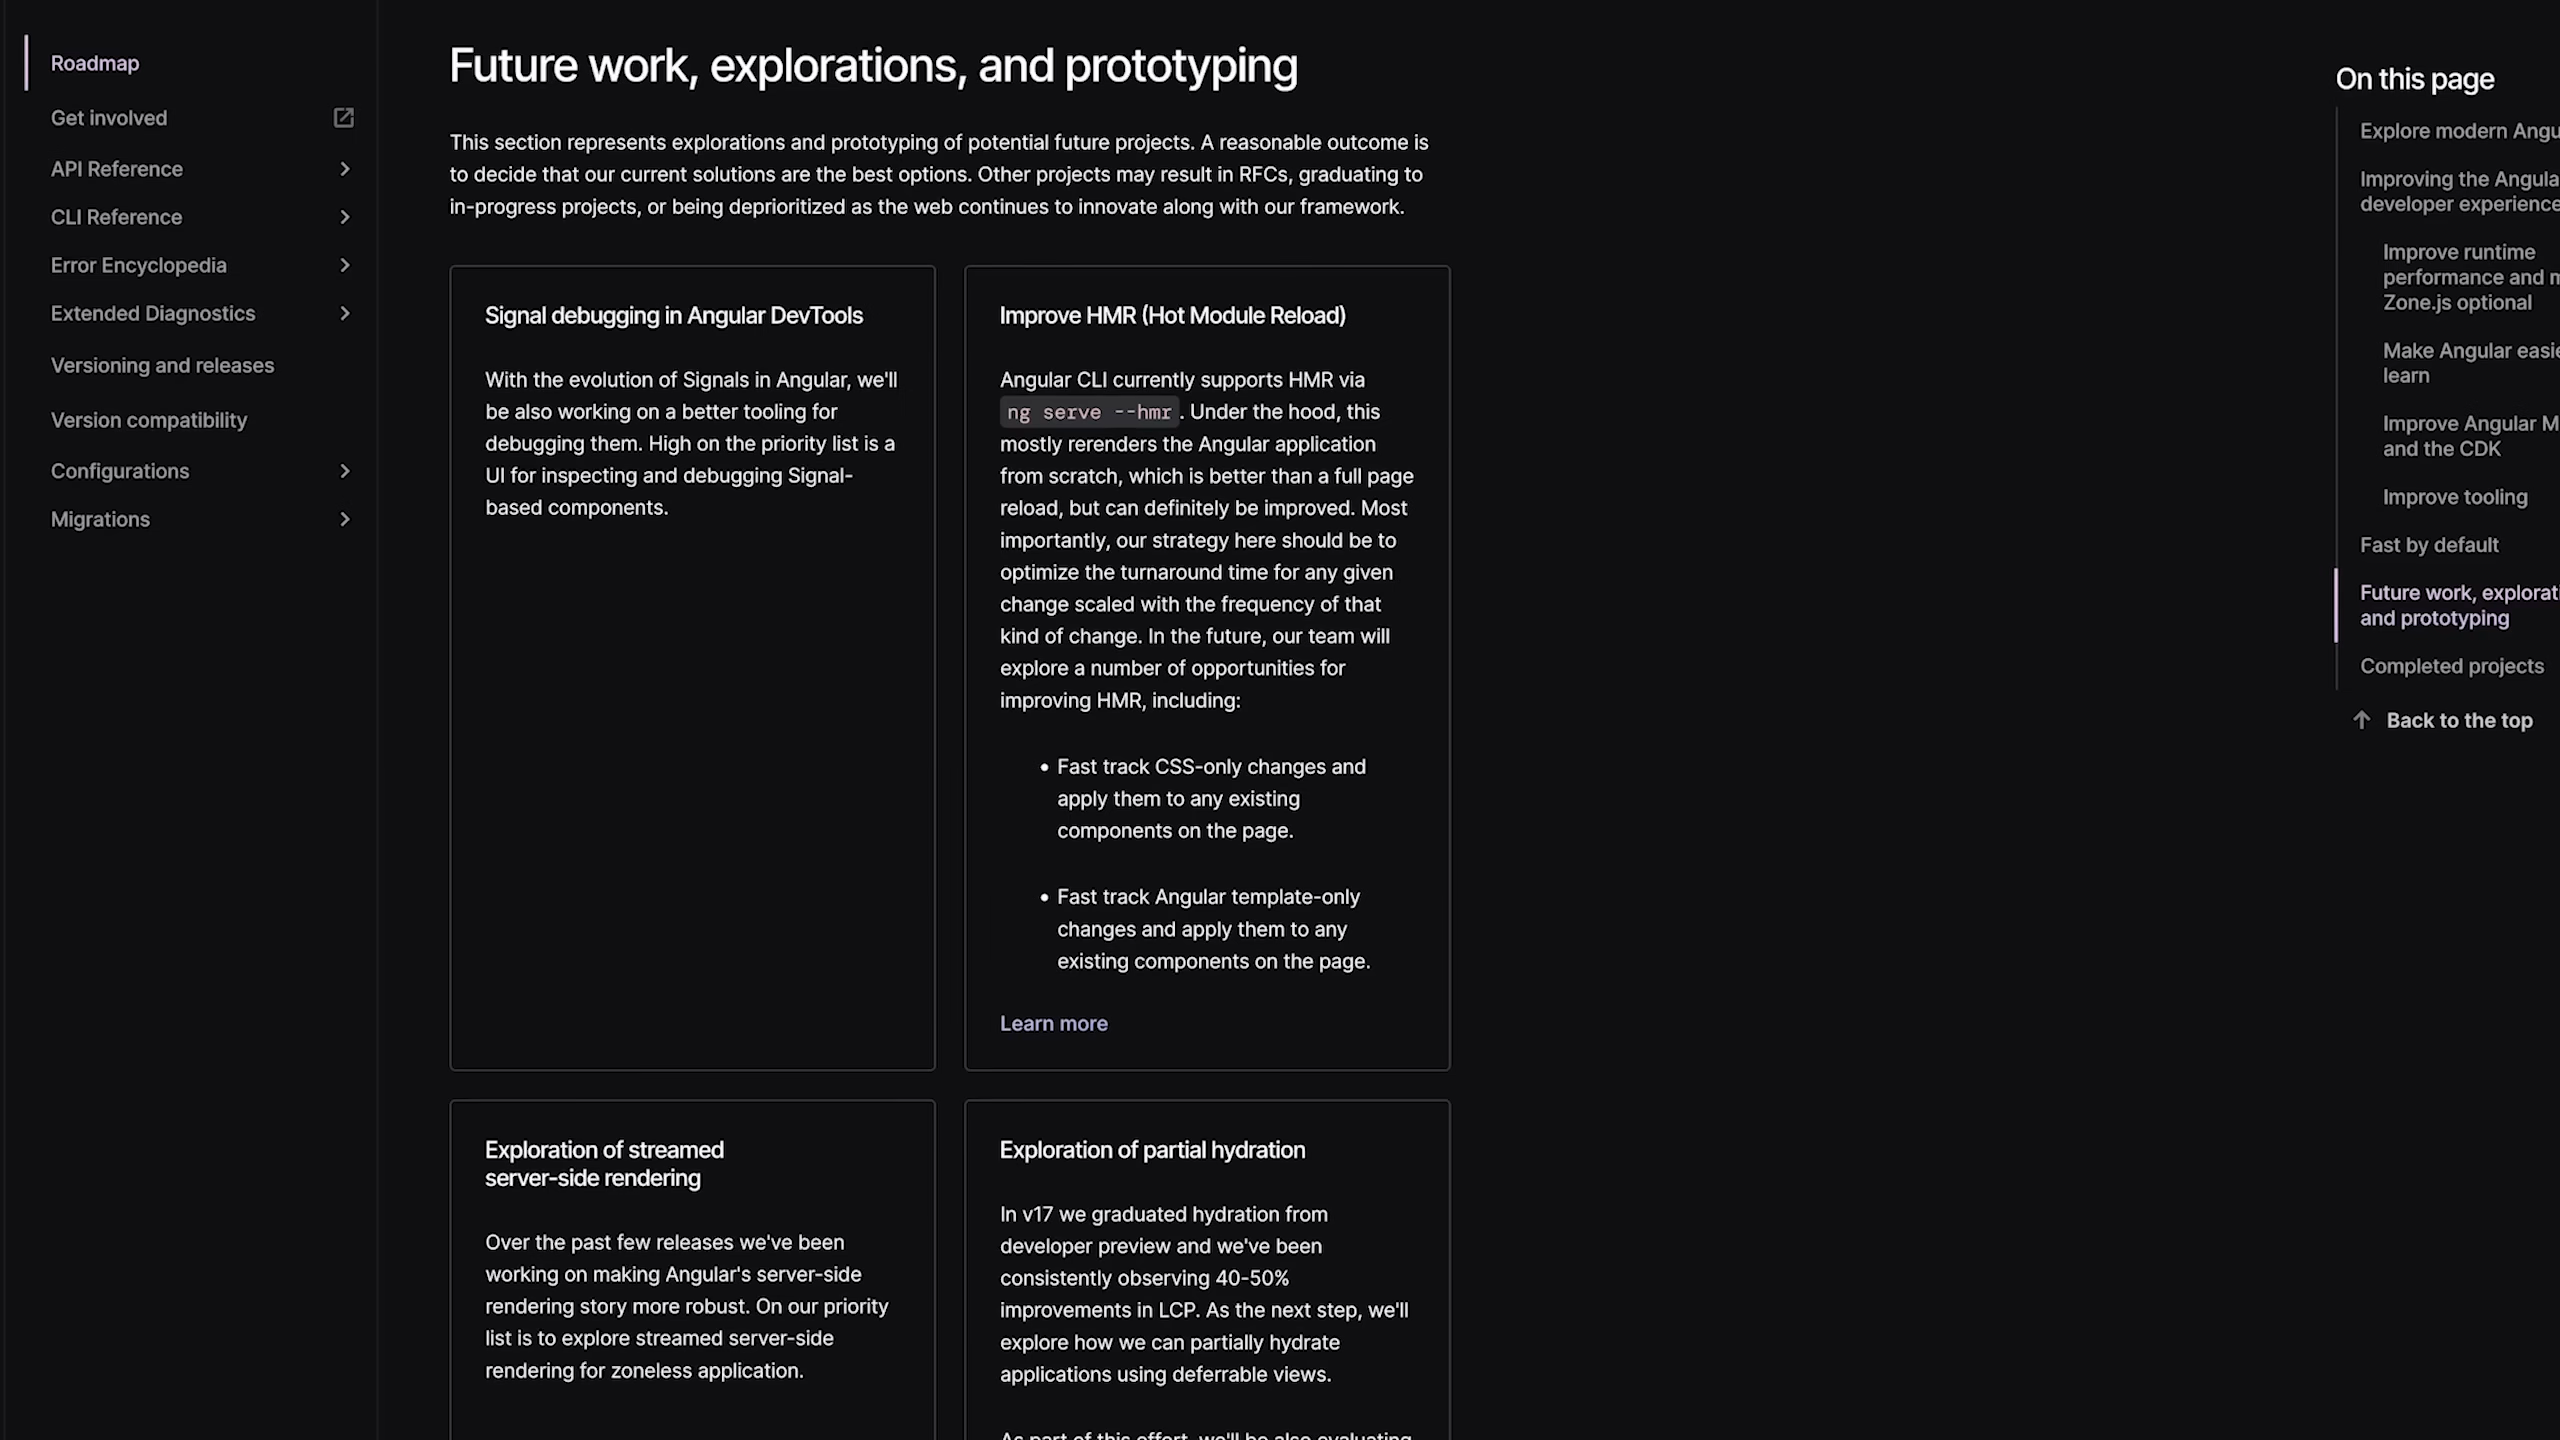 Roadmap
Get involved
API Reference
CLI Reference
Error Encyclopedia
Extended Diagnostics
Versioning and releases
Version compatibility
Configurations
Migrations
Future work, explorations, and prototyping
This section represents explorations and prototyping of potential future projects. A reasonable outcome is
to decide that our current solutions are the best options. Other projects may result in RFCs, graduating to
in-progress projects, or being deprioritized as the web continues to innovate along with our framework.
Signal debugging in Angular DevTools
With the evolution of Signals in Angular, we'll
be also working on a better tooling for
debugging them. High on the priority list is a
UI for inspecting and debugging Signal-
based components.
Improve HMR (Hot Module Reload)
Angular CLI currently supports HMR via
ng serve --hmr. Under the hood, this
mostly rerenders the Angular application
from scratch, which is better than a full page
reload, but can definitely be improved. Most
importantly, our strategy here should be to
optimize the turnaround time for any given
change scaled with the frequency of that
kind of change. In the future, our team will
explore a number of opportunities for
improving HMR, including:
• Fast track CSS-only changes and
apply them to any existing
components on the page.
• Fast track Angular template-only
changes and apply them to any
existing components on the page.
Learn more
Exploration of streamed
server-side rendering
Over the past few releases we've been
working on making Angular's server-side
rendering story more robust. On our priority
list is to explore streamed server-side
rendering for zoneless application.
Exploration of partial hydration
In v17 we graduated hydration from
developer preview and we've been
consistently observing 40-50%
improvements in LCP. As the next step, we'll
explore how we can partially hydrate
applications using deferrable views.
As part of this effort, we'll be also evaluating
On this page
Explore modern Angu
Improving the Angula
developer experience
Improve runtime
performance and m
Zone.js optional
Make Angular easie
learn
Improve Angular M
and the CDK
Improve tooling
Fast by default
Future work, explorati
and prototyping
Completed projects
Back to the top